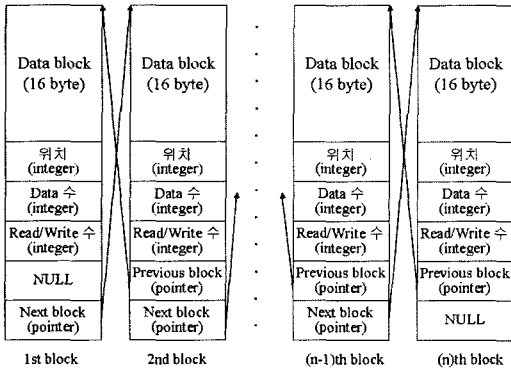 Data block
(16 byte)
위치
(integer)
Data 수
(integer)
Read/Write 수
(integer)
NULL
Next block
(pointer)
1st block
Data block
(16 byte)
위치
(integer)
Data 수
(integer)
Read/Write 수
(integer)
Previous block
(pointer)
Next block
(pointer)
2nd block
Data block
(16 byte)
위치
(integer)
Data 수
(integer)
Read/Write 수
(integer)
Previous block
(pointer)
Next block
(pointer)
(n-1)th block
Data block
(16 byte)
위치
(integer)
Data 수
(integer)
Read/Write 수
(integer)
Previous block
(pointer)
NULL
(n)th block